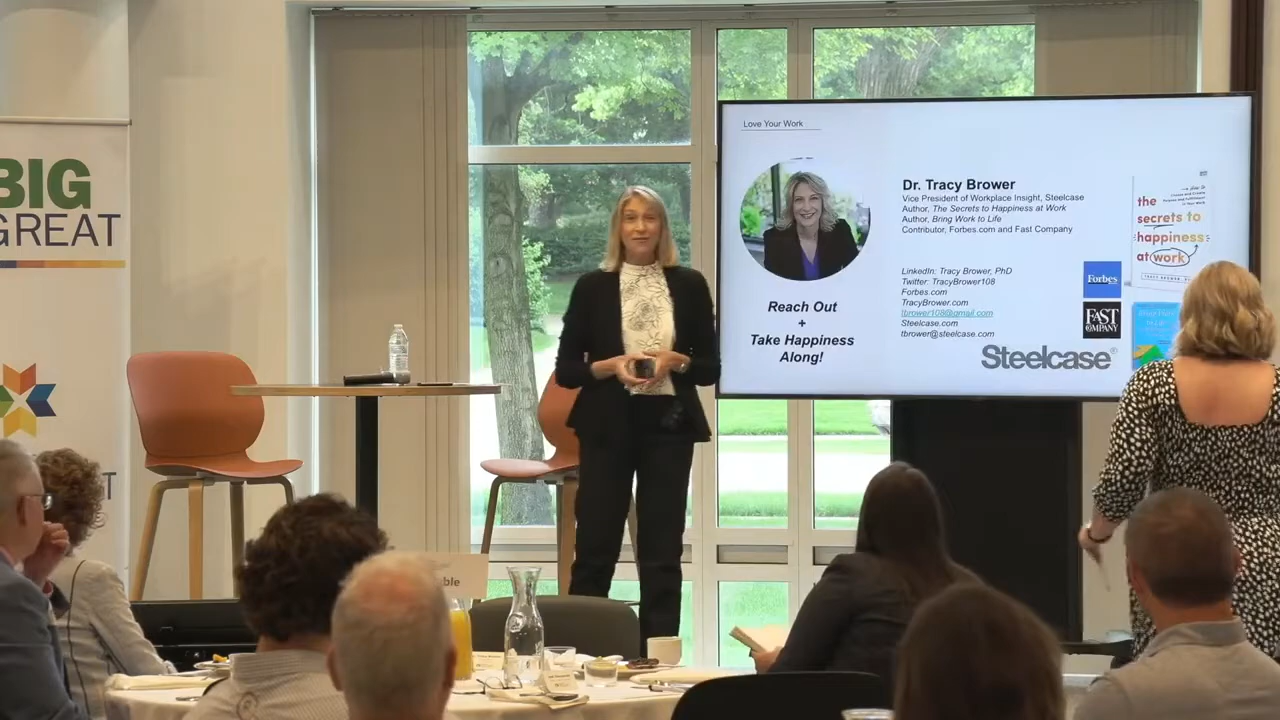 BIG
GREAT
Love Your Work
Dr. Tracy Brower
Vice President of Workplace Insight, Steelcase
Author, The Secrets to Happiness at Work
Author, Bring Work to Life
Contributor, Forbes.com and Fast Company
LinkedIn: Tracy Brower, PhD
Twitter: TracyBrower108
Forbes.com
TracyBrower.com
tbrower108@gmail.com
Steelcase.com
tbrower@steelcase.com
Reach Out
+
Take Happiness
Along!
Forbes
FAST
COMPANY
Steelcase®
the
secrets to
happiness
at work
TRACY BROWER
ble